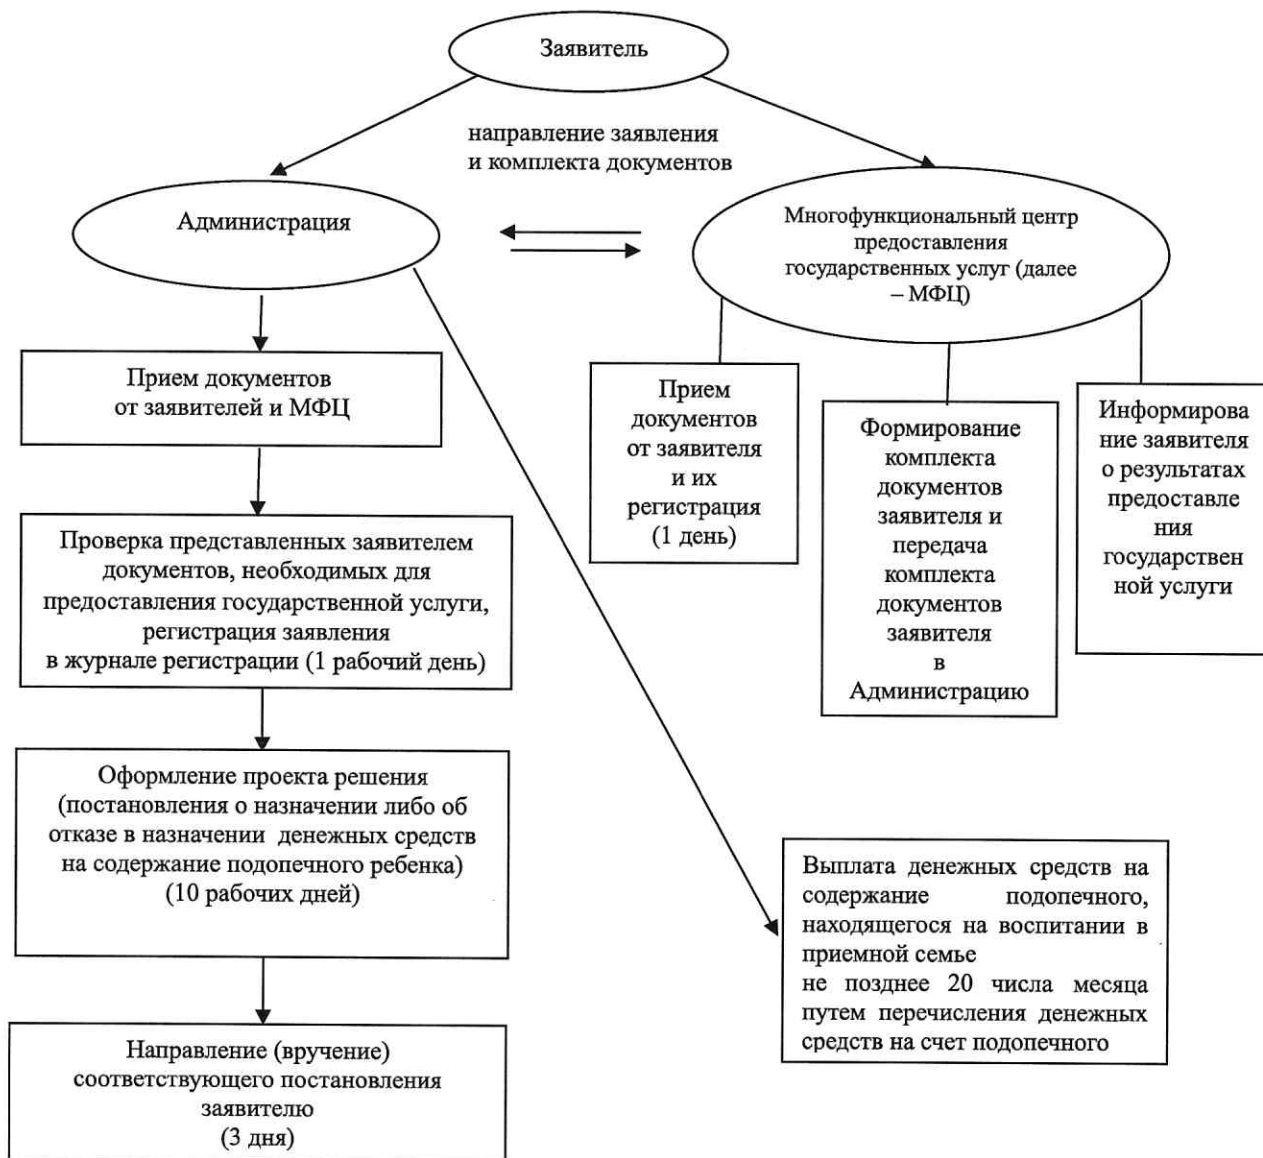 Заявитель
направление заявления
и комплекта документов
Администрация
Многофункциональный центр
предоставления
государственных услуг (далее
– МФЦ)
Прием документов
от заявителей и МФЦ
Проверка представленных заявителем
документов, необходимых для
предоставления государственной услуги,
регистрация заявления
в журнале регистрации (1 рабочий день)
Оформление проекта решения
(постановления о назначении либо об
отказе в назначении денежных средств
на содержание подопечного ребенка)
(10 рабочих дней)
Направление (вручение)
соответствующего постановления
заявителю
(3 дня)
Прием
документов
от заявителя
и их
регистрация
(1 день)
Формирование
комплекта
документов
заявителя и
передача
комплекта
документов
заявителя
в
Администрацию
Информирова
ние заявителя
о результатах
предоставле
ния
государствен
ной услуги
Выплата денежных средств на
содержание подопечного,
находящегося на воспитании в
приемной семье
не позднее 20 числа месяца
путем перечисления денежных
средств на счет подопечного